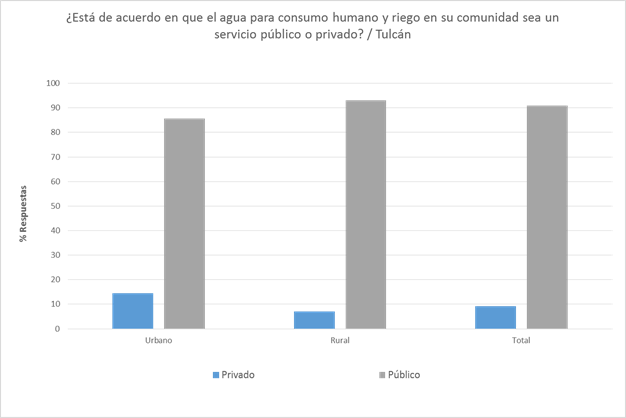 ¿Está de acuerdo en que el agua para consumo humano y riego en su comunidad sea un
servicio público o privado? / Tulcán
100
90
80
70
60
50
40
30
20
10
0
% Respuestas
Urbano Rural Total
Privado Público